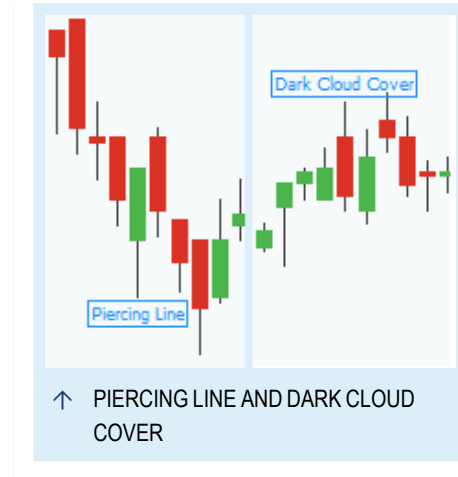 Dark Cloud Cover
Piercing Line
↑ PIERCING LINE AND DARK CLOUD
COVER